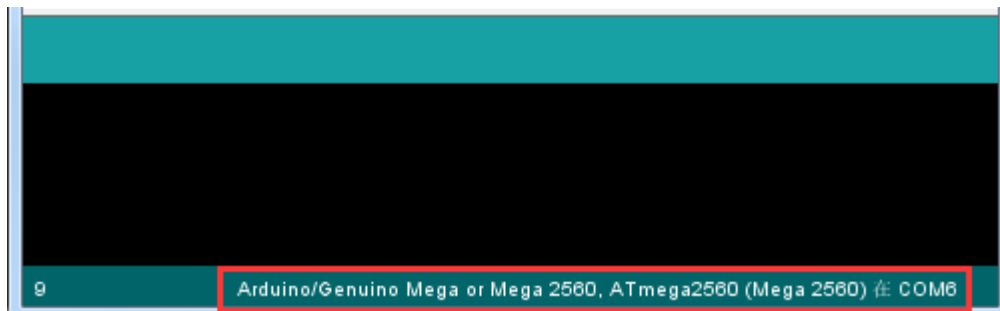 9 Arduino/Genuino Mega or Mega 2560, ATmega2560 (Mega 2560) 在 COM6